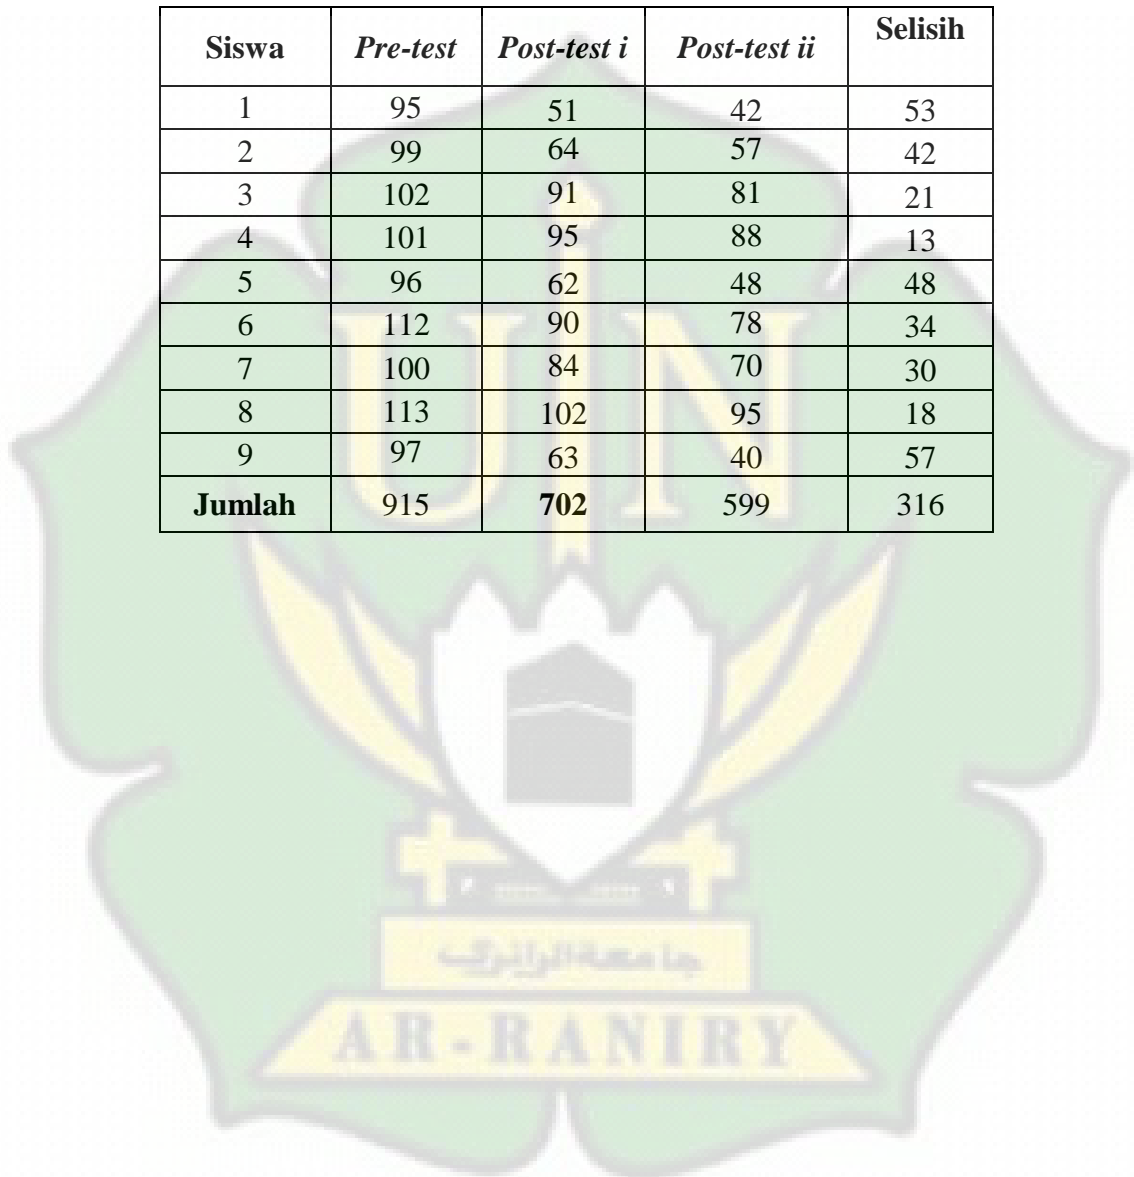 Siswa Pre-test Post-test i Post-test ii Selisih
1 95 51 42 53
2 99 64 57 42
3 102 91 81 21
4 101 95 88 13
5 96 62 48 48
6 112 90 78 34
7 100 84 70 30
8 113 102 95 18
9 97 63 40 57
Jumlah 915 702 599 316
UIN
جامعة الرانري
AR-RANIRY